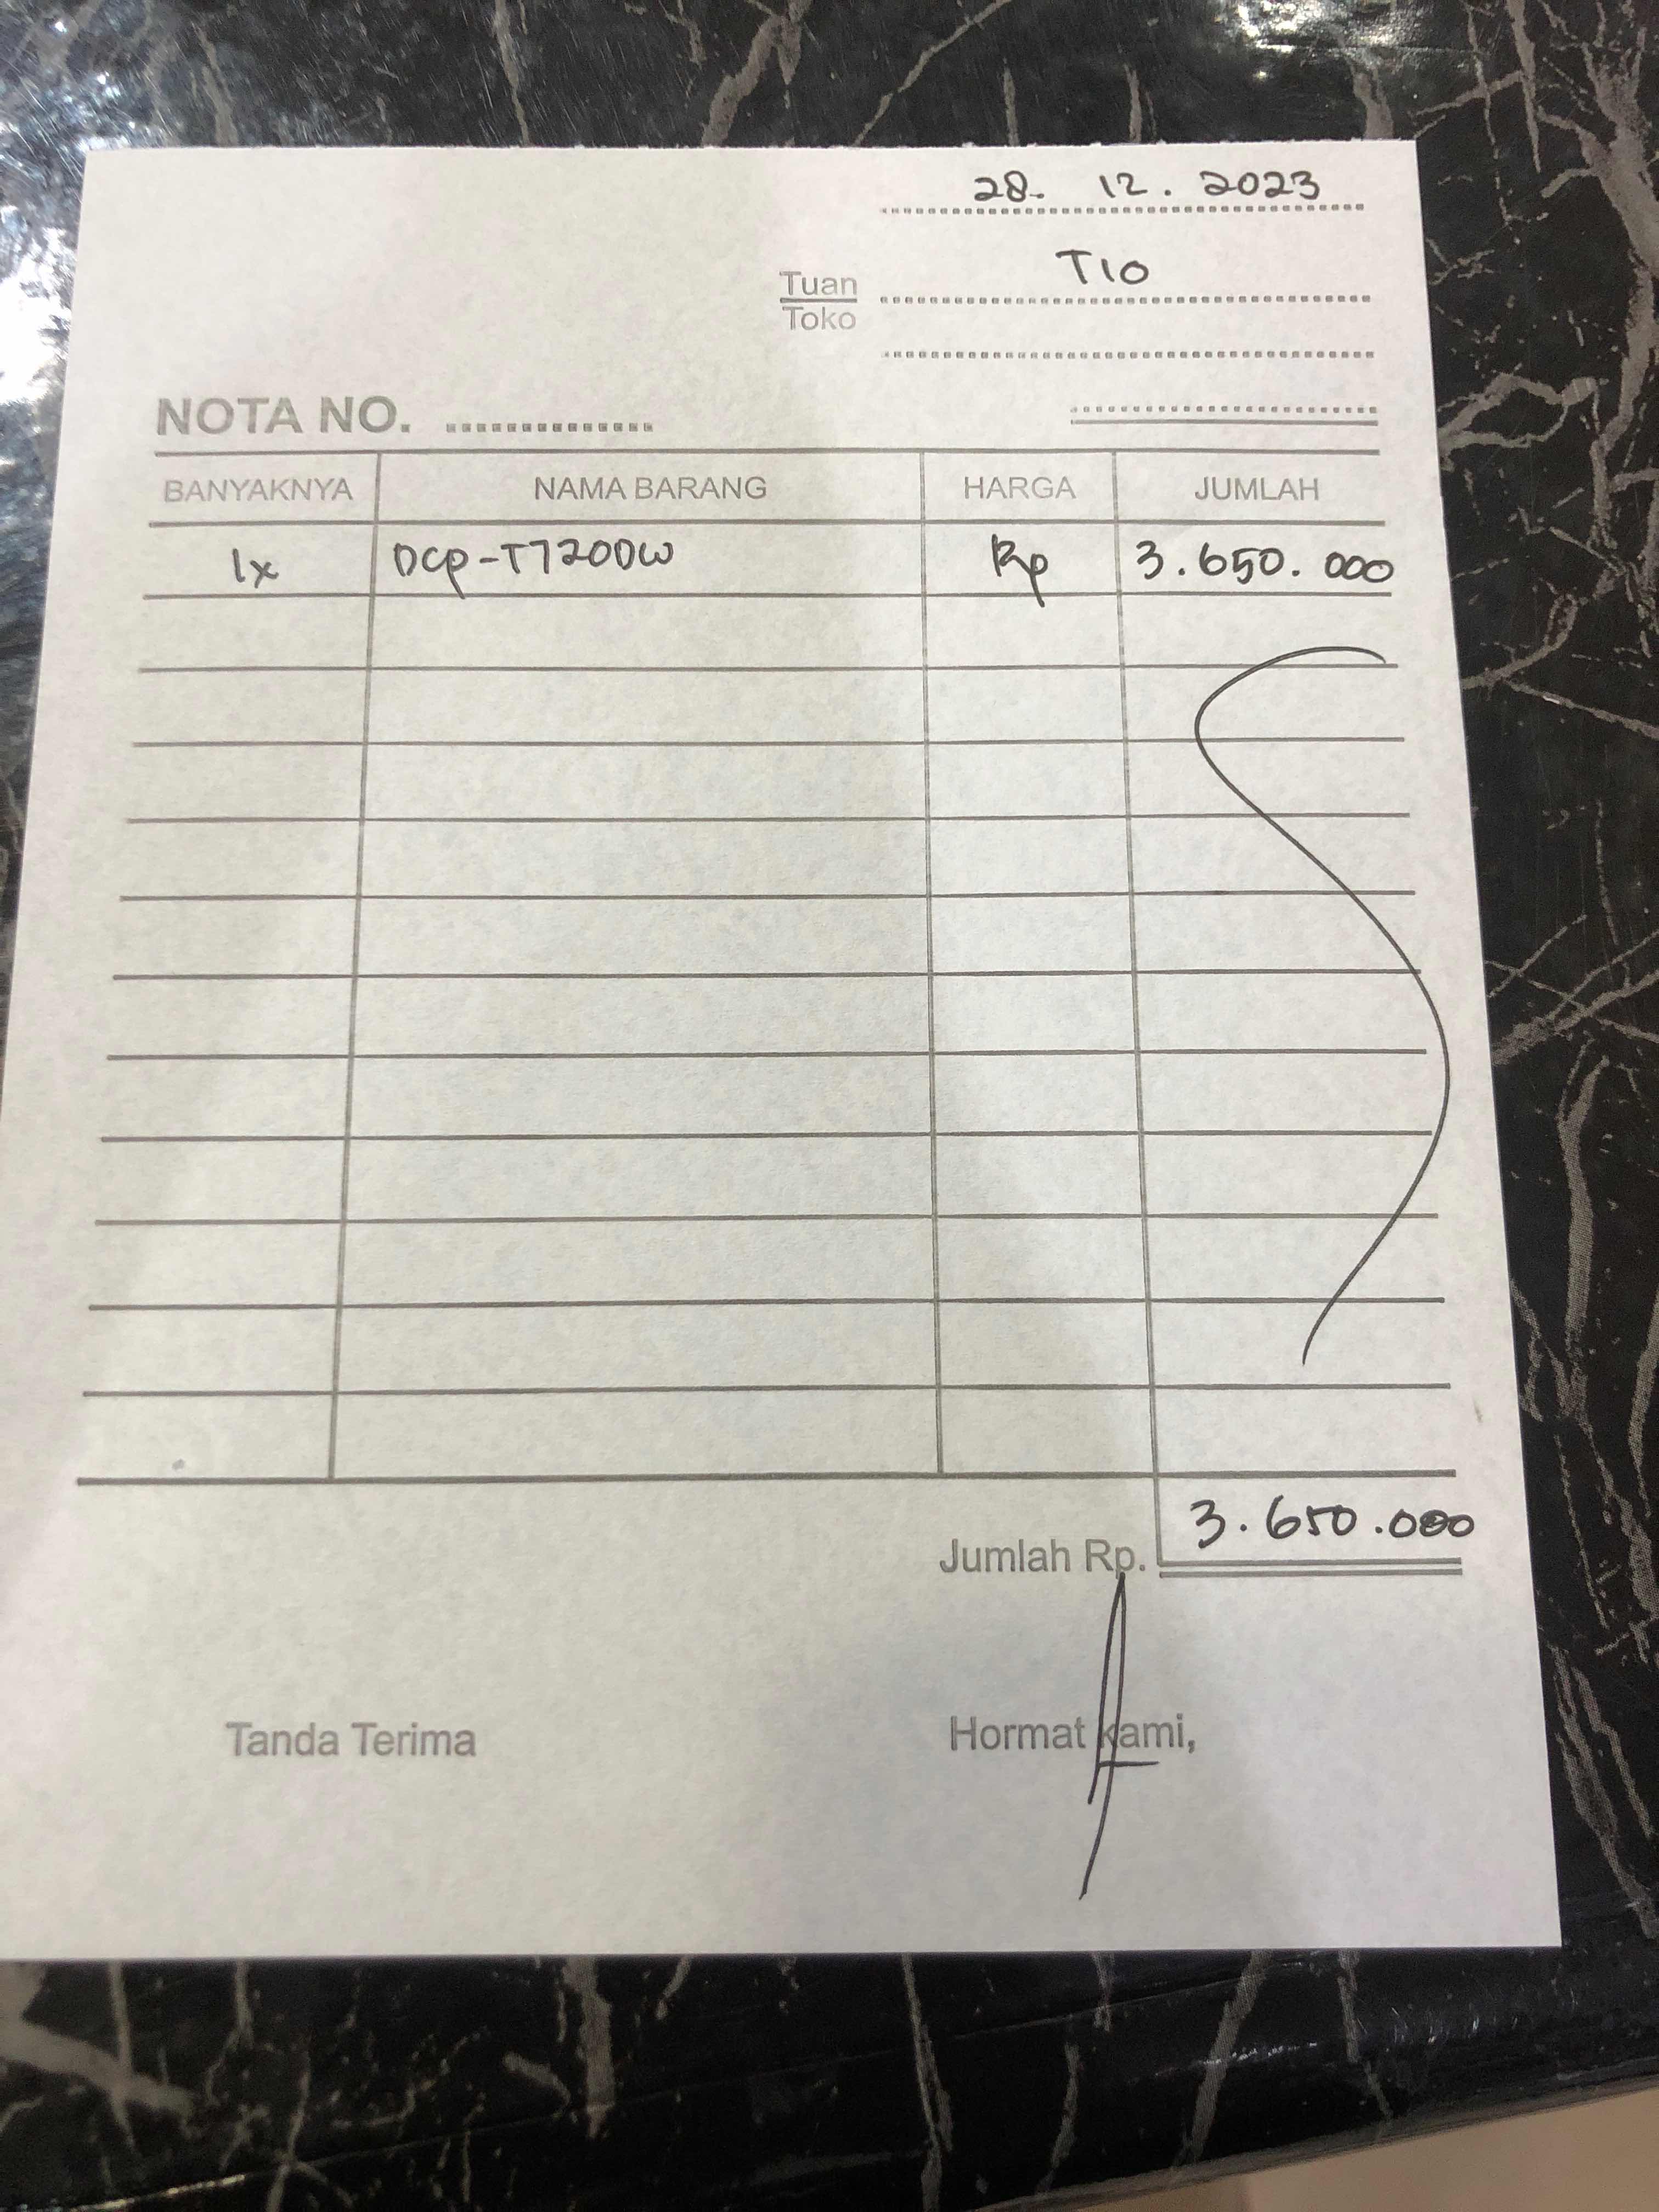 28. 12. 2023
Tuan TIO
Toko
NOTA NO.
BANYAKNYA NAMA BARANG HARGA JUMLAH
1x DCP-T720DW Rp 3.650.000
Jumlah Rp. 3.650.000
Tanda Terima Hormat kami,